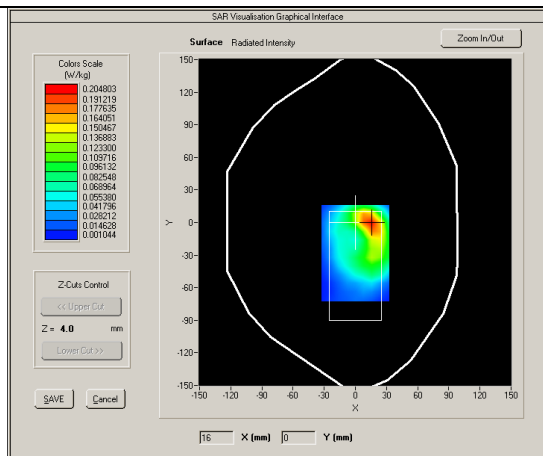 SAR Visualisation Graphical Interface
Surface Radiated Intensity
Zoom In/Out
Colors Scale
(W/kg)
0.204803
0.191219
0.177635
0.164051
0.150467
0.136883
0.123300
0.109716
0.096132
0.082548
0.068964
0.055380
0.041796
0.028212
0.014628
0.001044
Z-Cuts Control
<< Upper Cut
Z = 4.0 mm
Lower Cut >>
SAVE Cancel
150
120
90
60
30
0
-30
-60
-90
-120
-150
Y
-150 -120 -90 -60 -30 0 30 60 90 120 150
X
16 X (mm) 0 Y (mm)